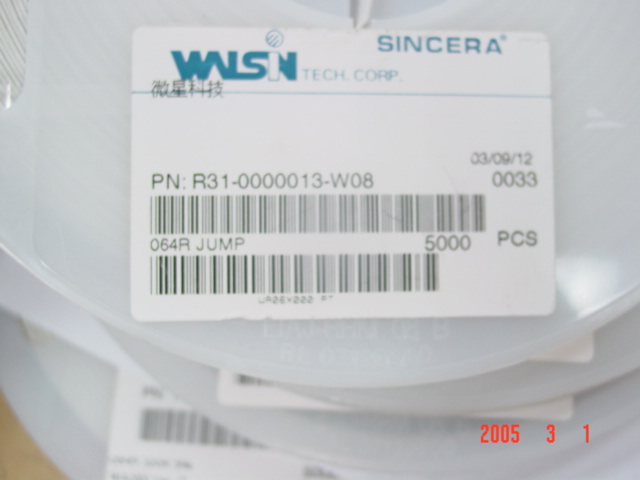 SINCERA®
WALSIN TECH. CORP.
微星科技
03/09/12
PN: R31-0000013-W08 0033
064R JUMP 5000 PCS
2005 3 1